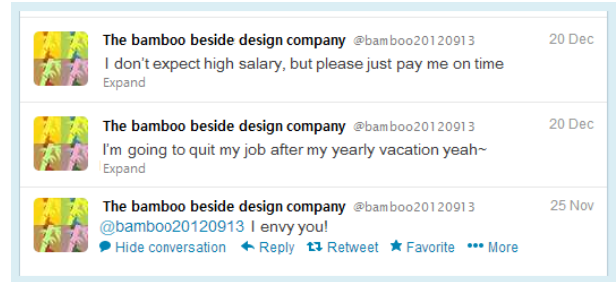 The bamboo beside design company @bamboo20120913 20 Dec
I don't expect high salary, but please just pay me on time
Expand
The bamboo beside design company @bamboo20120913 20 Dec
I'm going to quit my job after my yearly vacation yeah~
Expand
The bamboo beside design company @bamboo20120913 25 Nov
@bamboo20120913 I envy you!
Hide conversation Reply Retweet Favorite More